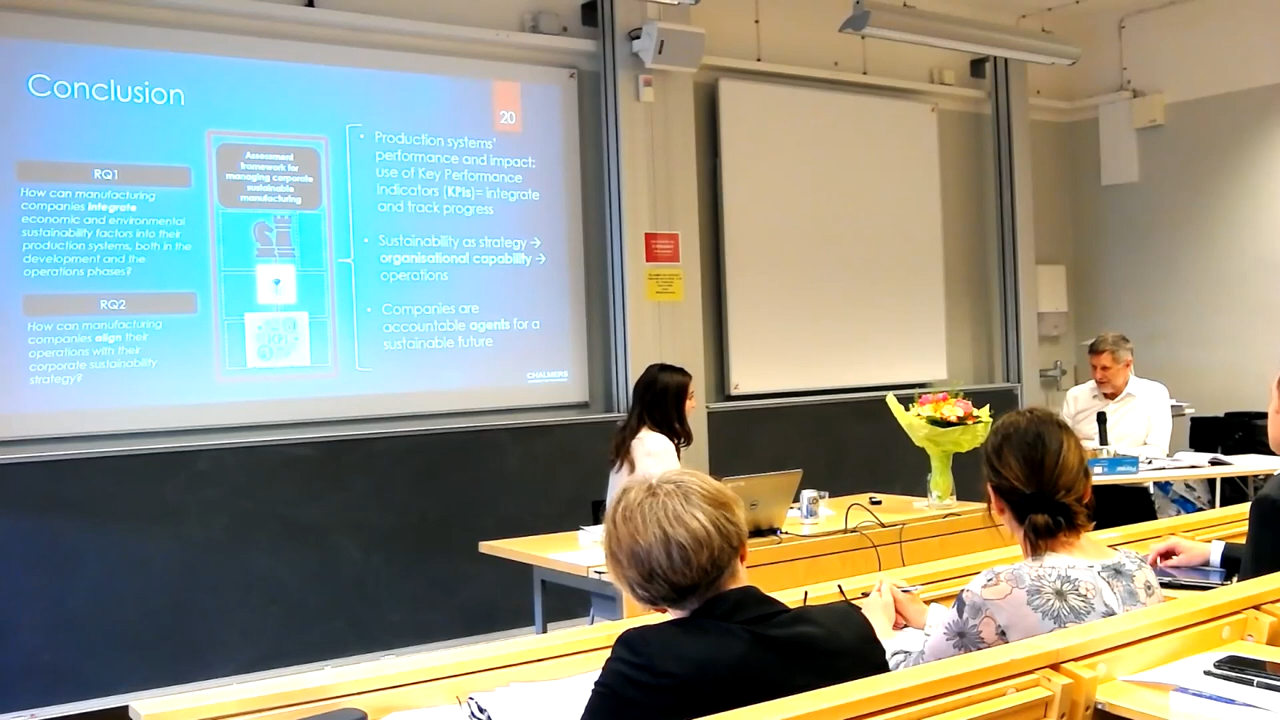 Conclusion
20
RQ1
How can manufacturing
companies integrate
economic and environmental
sustainability factors into their
production systems, both in the
development and the
operations phases?
RQ2
How can manufacturing
companies align their
operations with their
corporate sustainability
strategy?
Assessment
framework for
managing corporate
sustainable
manufacturing
• Production systems'
performance and impact:
Use of Key Performance
Indicators (KPIs)= integrate
and track progress
• Sustainability as strategy →
organisational capability →
operations
• Companies are
accountable agents for a
sustainable future
CHALMERS